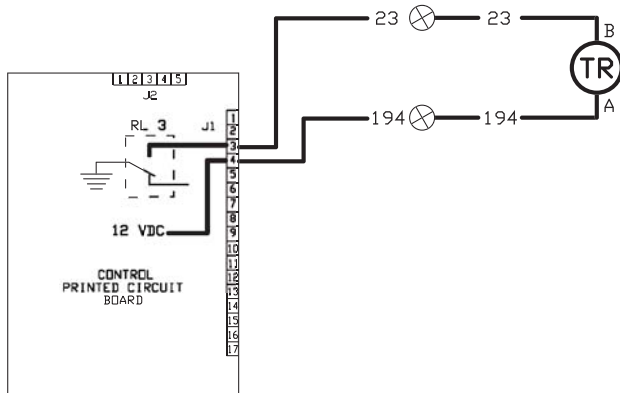 23 23
B
TR
A
194 194
1 2 3 4 5
J2
RL 3 J1
1
2
3
4
5
6
7
8
9
10
11
12
13
14
15
16
17
12 VDC
CONTROL
PRINTED CIRCUIT
BOARD